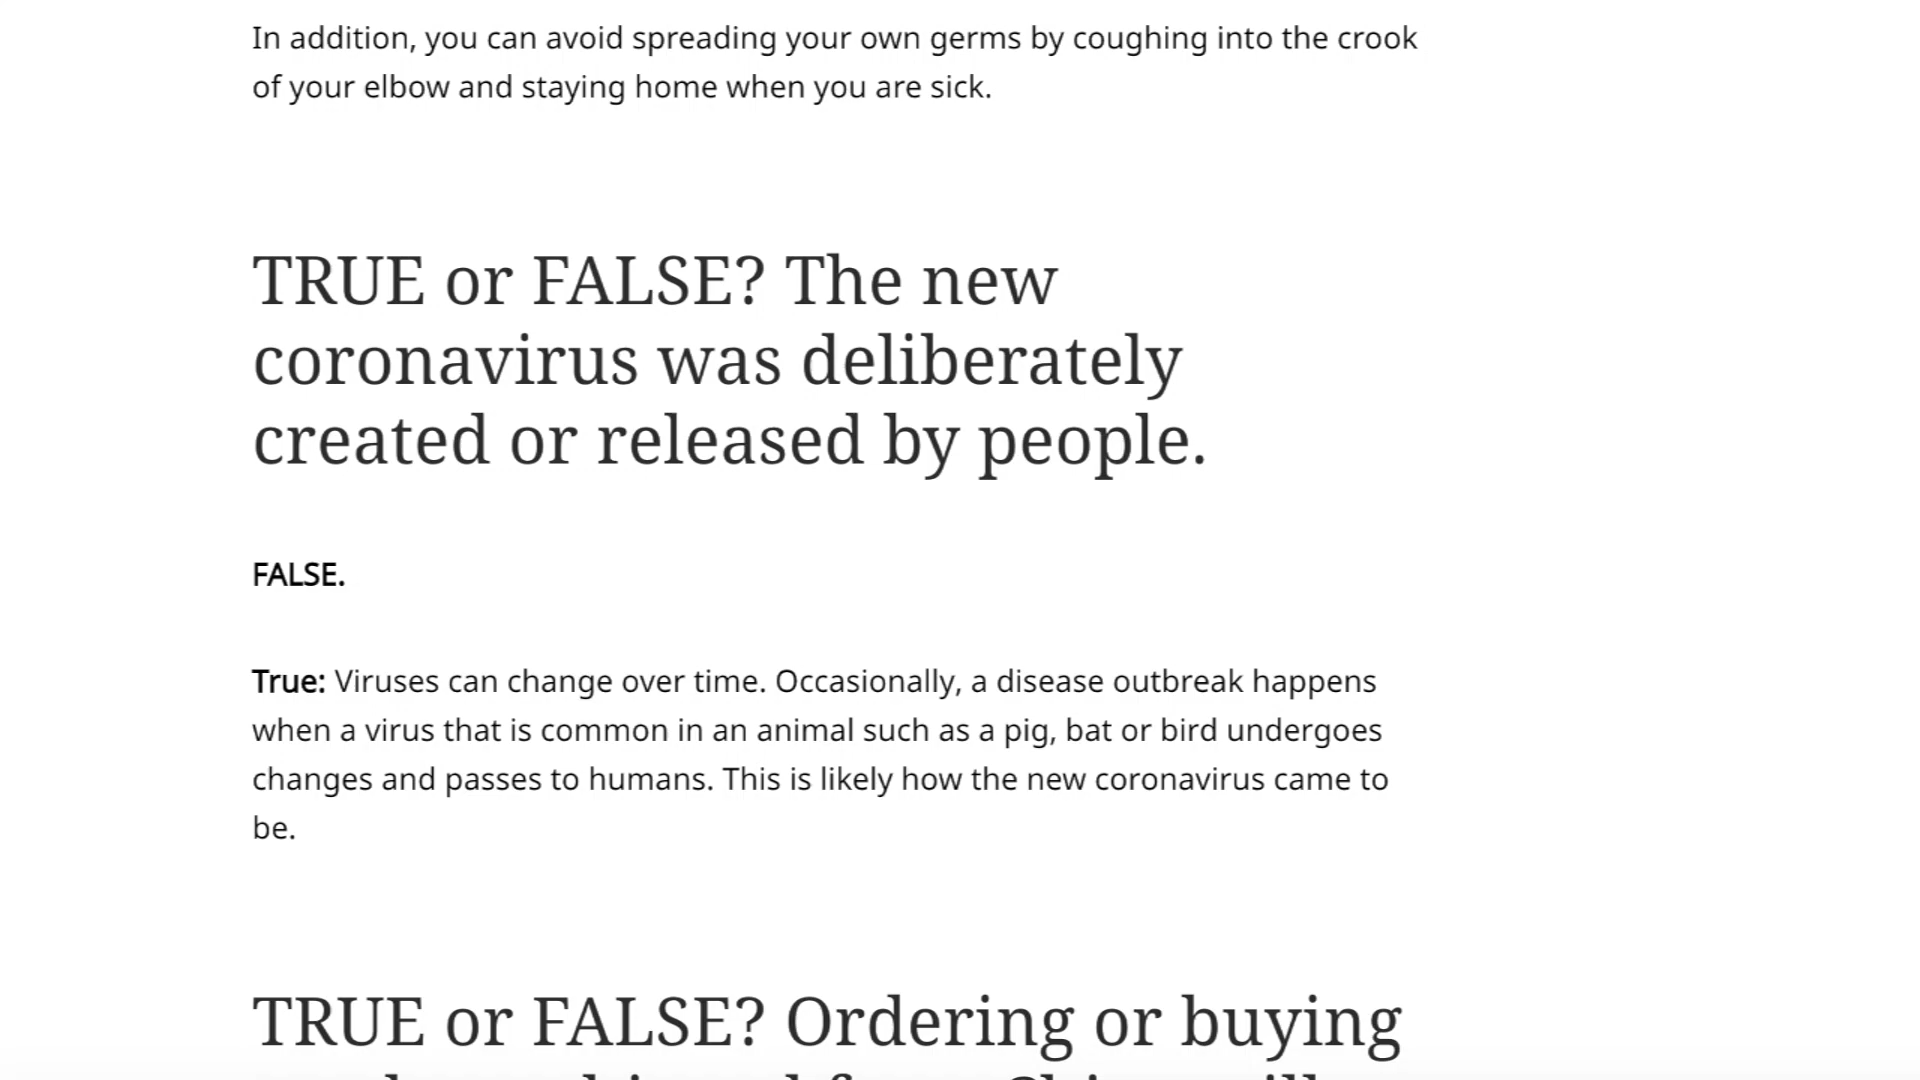 In addition, you can avoid spreading your own germs by coughing into the crook
of your elbow and staying home when you are sick.
TRUE or FALSE? The new
coronavirus was deliberately
created or released by people.
FALSE.
True: Viruses can change over time. Occasionally, a disease outbreak happens
when a virus that is common in an animal such as a pig, bat or bird undergoes
changes and passes to humans. This is likely how the new coronavirus came to
be.
TRUE or FALSE? Ordering or buying